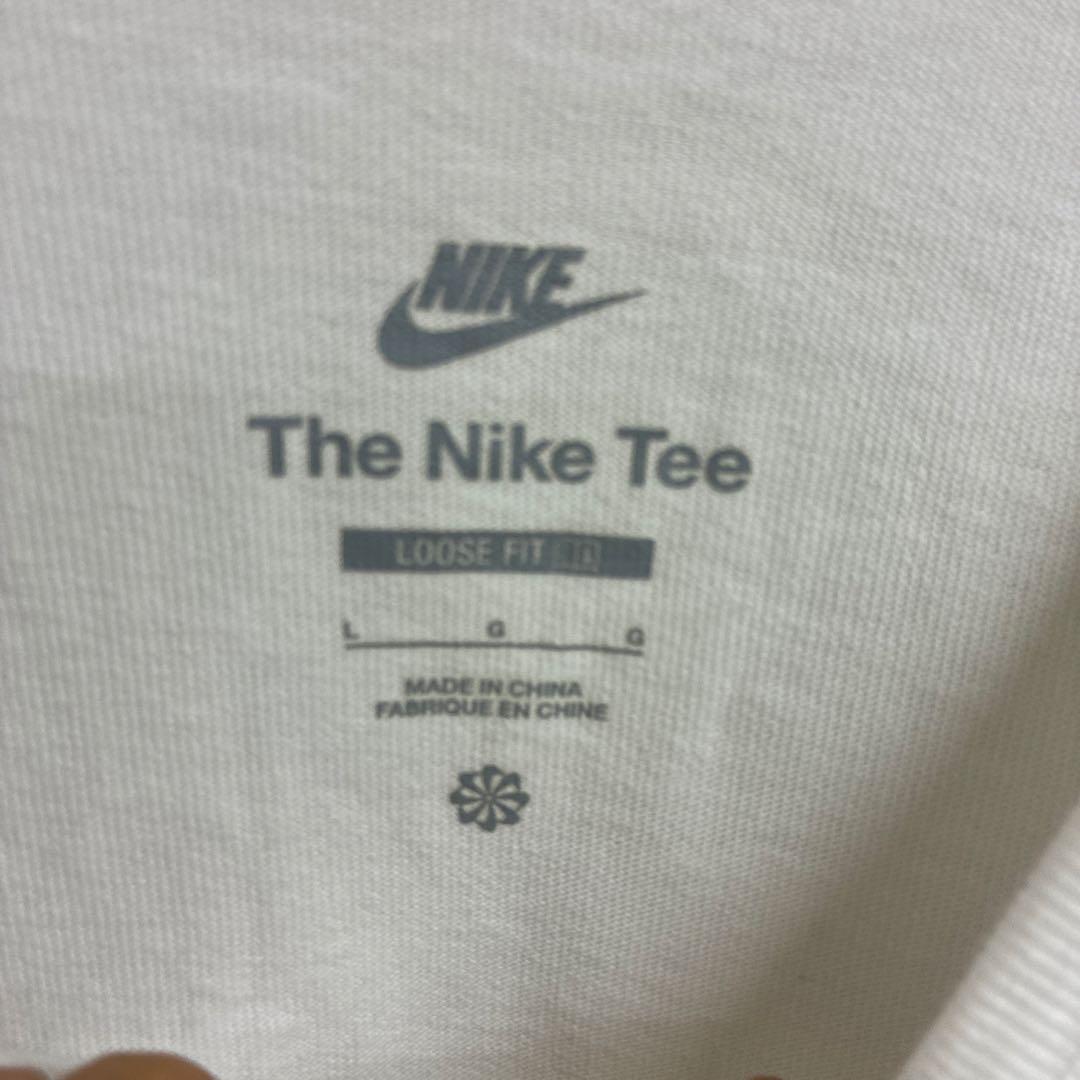 NIKE
The Nike Tee
LOOSE FIT
L G G
MADE IN CHINA
FABRIQUE EN CHINE